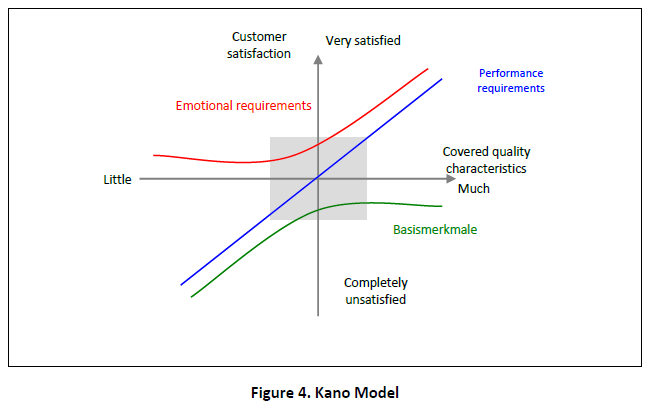 Customer
satisfaction
Very satisfied
Performance
requirements
Emotional requirements
Covered quality
characteristics
Little
Much
Basismerkmale
Completely
unsatisfied
Figure 4. Kano Model